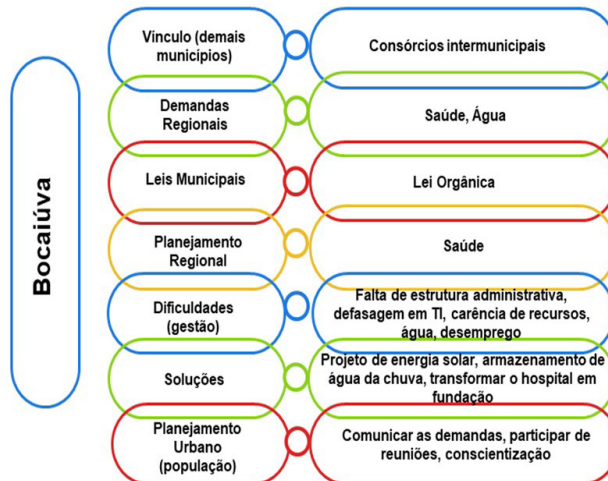 Bocaiúva
Vínculo (demais
municípios)
Consórcios intermunicipais
Demandas
Regionais
Saúde, Água
Leis Municipais
Lei Orgânica
Planejamento
Regional
Saúde
Dificuldades
(gestão)
Falta de estrutura administrativa,
defasagem em TI, carência de recursos,
água, desemprego
Soluções
Projeto de energia solar, armazenamento de
água da chuva, transformar o hospital em
fundação
Planejamento
Urbano
(população)
Comunicar as demandas, participar de
reuniões, conscientização